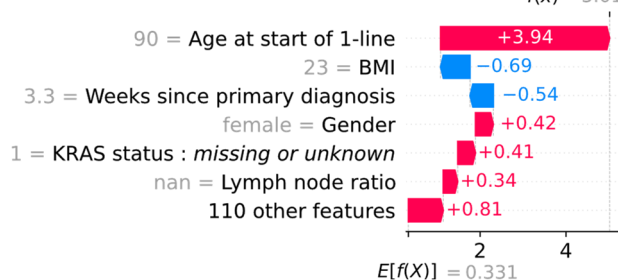 90 = Age at start of 1-line +3.94
23 = BMI −0.69
3.3 = Weeks since primary diagnosis −0.54
female = Gender +0.42
1 = KRAS status : missing or unknown +0.41
nan = Lymph node ratio +0.34
110 other features +0.81
2 4
E[f(X)] = 0.331